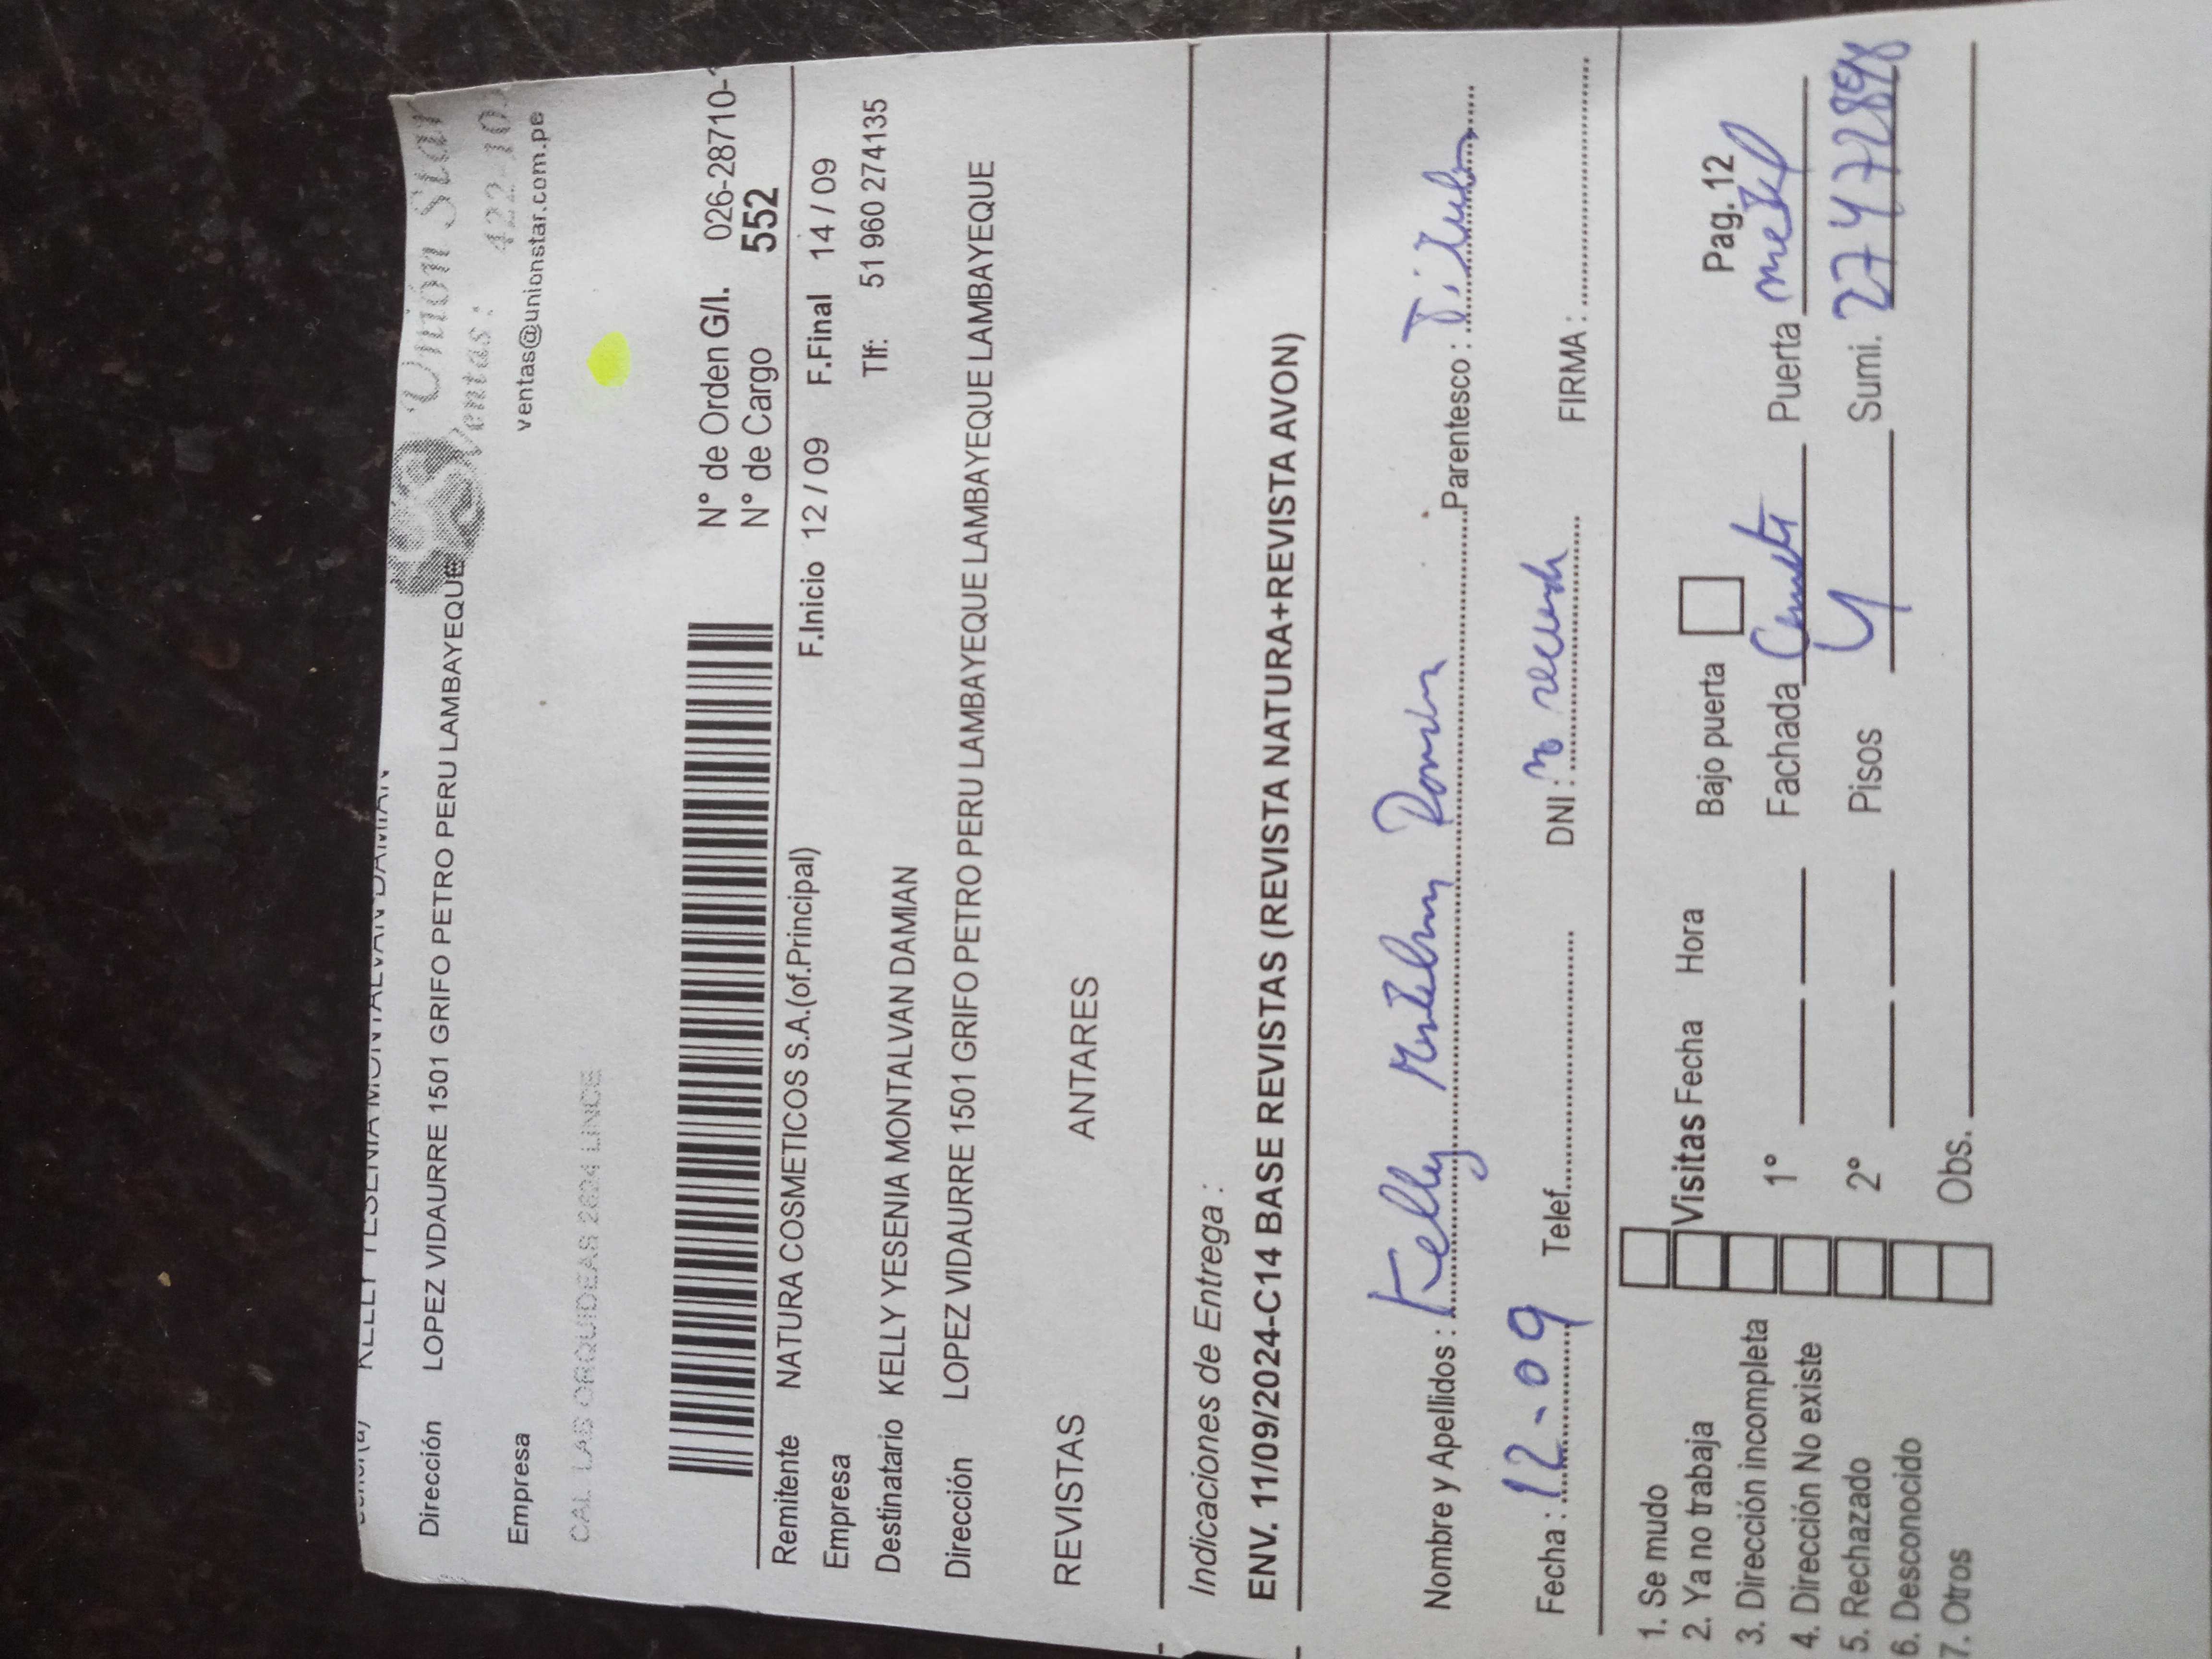 KELLY YESENIA MONTALVAN DAMIAN
Dirección LOPEZ VIDAURRE 1501 GRIFO PETRO PERU LAMBAYEQUE
Unión Star
Ventas: 422-10
Empresa ventas@unionstar.com.pe
CAL. LAS ORQUIDEAS 2634 LINCE
N° de Orden G/I. 026-28710-
N° de Cargo 552
Remitente NATURA COSMETICOS S.A.(of.Principal) F.Inicio 12 / 09 F.Final 14 / 09
Empresa
Destinatario KELLY YESENIA MONTALVAN DAMIAN Tlf: 51 960 274135
Dirección LOPEZ VIDAURRE 1501 GRIFO PETRO PERU LAMBAYEQUE LAMBAYEQUE LAMBAYEQUE
REVISTAS ANTARES
Indicaciones de Entrega :
ENV. 11/09/2024-C14 BASE REVISTAS (REVISTA NATURA+REVISTA AVON)
Nombre y Apellidos : Kelly Parentesco :
Fecha : 12-09 Telef. DNI : FIRMA :
1. Se mudo
2. Ya no trabaja Visitas Fecha Hora Bajo puerta Pag. 12
3. Dirección incompleta
4. Dirección No existe 1° Fachada Puerta metal
5. Rechazado 2° Pisos Sumi.
6. Desconocido
7. Otros Obs.